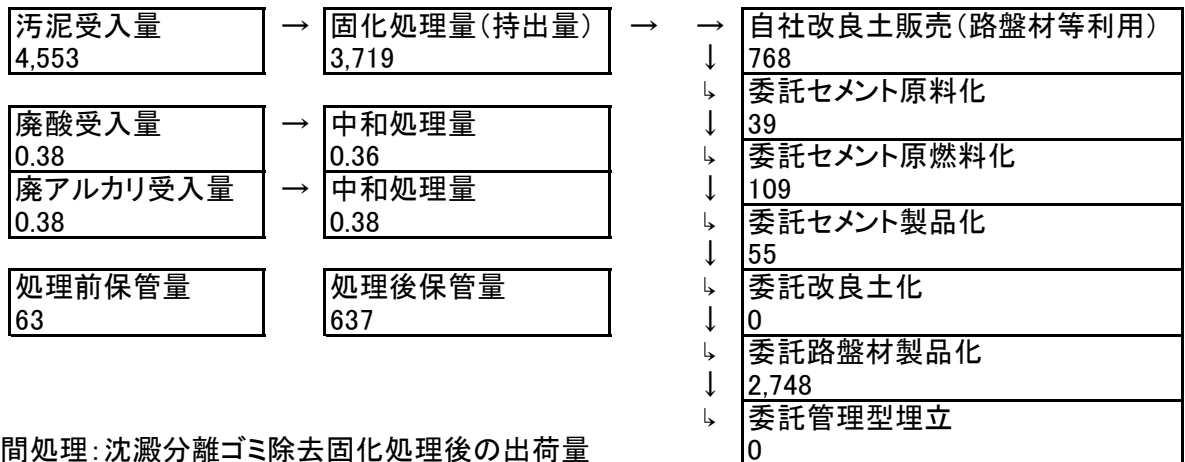 汚泥受入量 → 固化処理量(持出量) → → 自社改良土販売(路盤材等利用)
4,553 3,719 ↓ 768
↳ 委託セメント原料化
廃酸受入量 → 中和処理量 ↓ 39
0.38 0.36 ↳ 委託セメント原燃料化
廃アルカリ受入量 → 中和処理量 ↓ 109
0.38 0.38 ↳ 委託セメント製品化
↓ 55
処理前保管量 処理後保管量 ↳ 委託改良土化
63 637 ↓ 0
↳ 委託路盤材製品化
↓ 2,748
↳ 委託管理型埋立
間処理:沈澱分離ゴミ除去固化処理後の出荷量 0